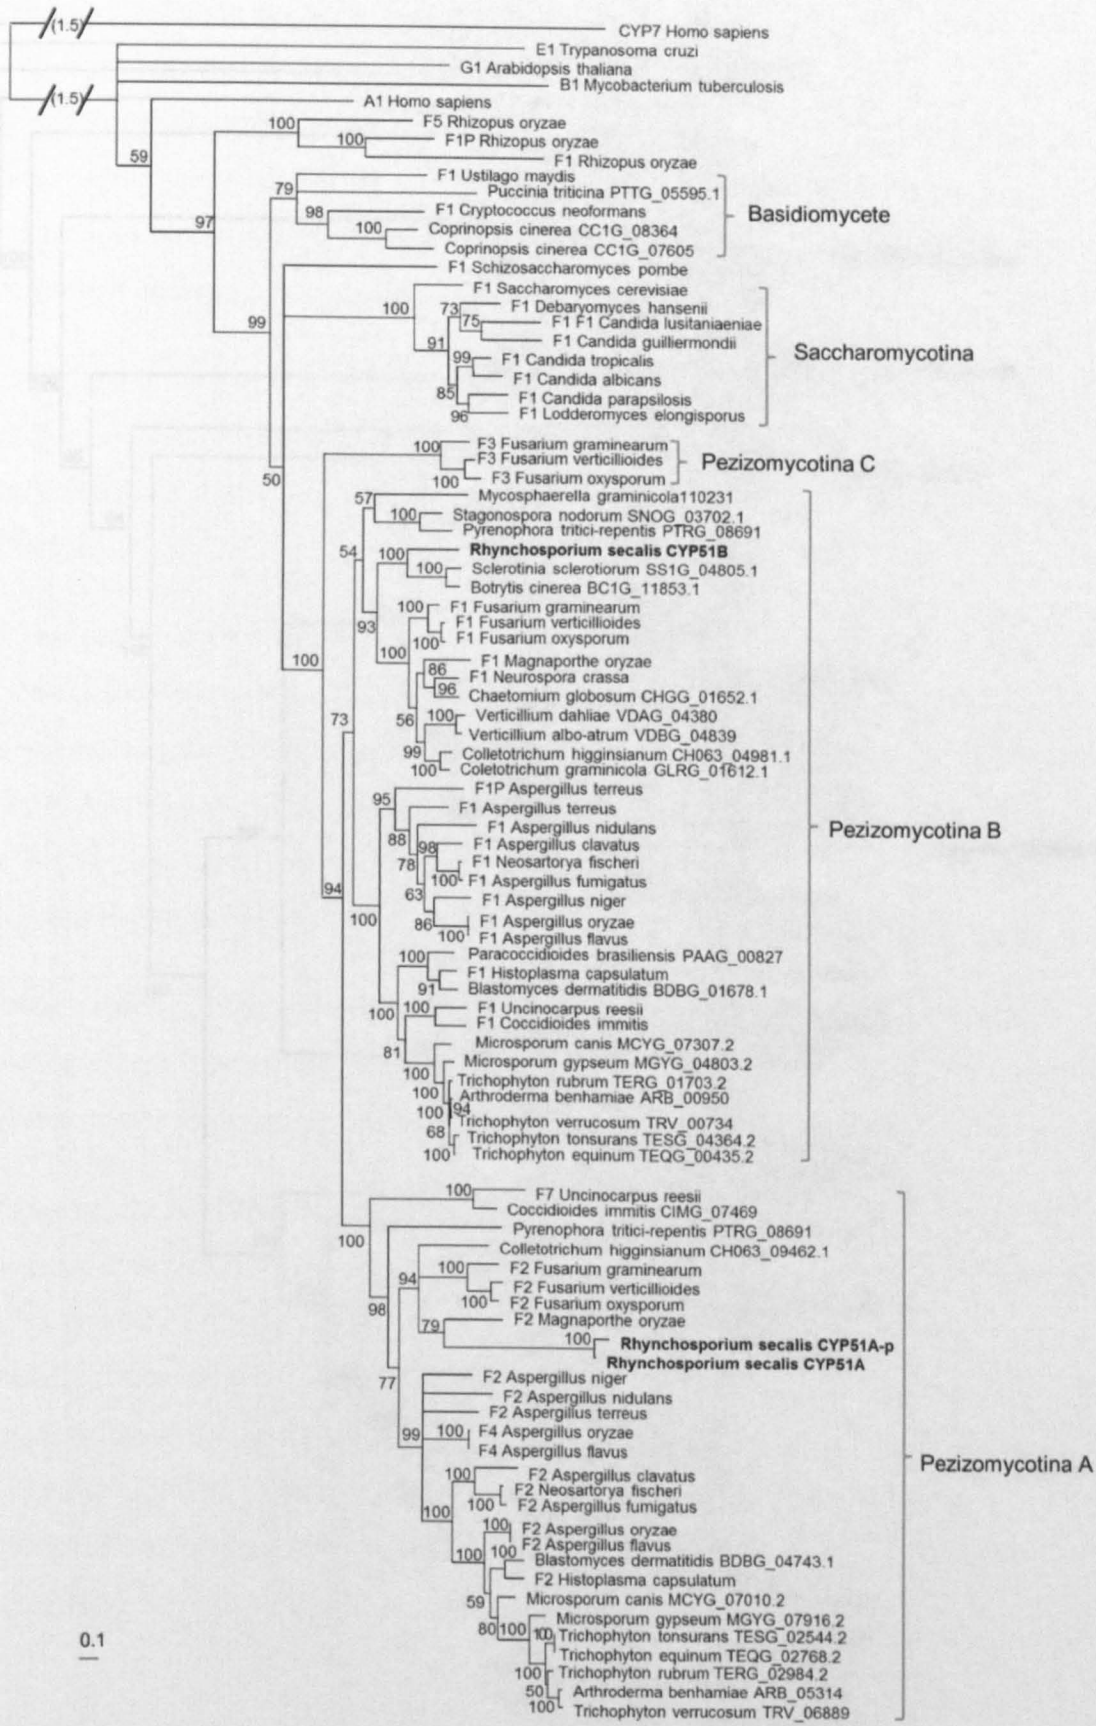 (1.5)
CYP7 Homo sapiens
E1 Trypanosoma cruzi
G1 Arabidopsis thaliana
B1 Mycobacterium tuberculosis
(1.5)
A1 Homo sapiens
100 F5 Rhizopus oryzae
100 F1P Rhizopus oryzae
F1 Rhizopus oryzae
59
F1 Ustilago maydis
79 Puccinia triticina PTTG_05595.1
98 F1 Cryptococcus neoformans
Basidiomycete
97
100 Coprinopsis cinerea CC1G_08364
Coprinopsis cinerea CC1G_07605
F1 Schizosaccharomyces pombe
F1 Saccharomyces cerevisiae
100
73 F1 Debaryomyces hansenii
99
75 F1 F1 Candida lusitaniaeniae
91 F1 Candida guilliermondii
Saccharomycotina
99 F1 Candida tropicalis
F1 Candida albicans
85 F1 Candida parapsilosis
96 F1 Lodderomyces elongisporus
100 F3 Fusarium graminearum
F3 Fusarium verticillioides
Pezizomycotina C
50
100 F3 Fusarium oxysporum
57 Mycosphaerella graminicola110231
100 Stagonospora nodorum SNOG_03702.1
Pyrenophora tritici-repentis PTRG_08691
54 100 Rhynchosporium secalis CYP51B
100 Sclerotinia sclerotiorum SS1G_04805.1
Botrytis cinerea BC1G_11853.1
100 F1 Fusarium graminearum
93 F1 Fusarium verticillioides
100 F1 Fusarium oxysporum
100
100
86 F1 Magnaporthe oryzae
F1 Neurospora crassa
96 Chaetomium globosum CHGG_01652.1
73 56 100 Verticillium dahliae VDAG_04380
Verticillium albo-atrum VDBG_04839
99 Colletotrichum higginsianum CH063_04981.1
100 Coletotrichum graminicola GLRG_01612.1
95 F1P Aspergillus terreus
F1 Aspergillus terreus
88 F1 Aspergillus nidulans
Pezizomycotina B
98 F1 Aspergillus clavatus
78 F1 Neosartorya fischeri
100 F1 Aspergillus fumigatus
94
63 F1 Aspergillus niger
100 86 F1 Aspergillus oryzae
100 F1 Aspergillus flavus
100 Paracoccidioides brasiliensis PAAG_00827
F1 Histoplasma capsulatum
91 Blastomyces dermatitidis BDBG_01678.1
100 100 F1 Uncinocarpus reesii
F1 Coccidioides immitis
81 Microsporum canis MCYG_07307.2
100 Microsporum gypseum MGYG_04803.2
100 Trichophyton rubrum TERG_01703.2
Arthroderma benhamiae ARB_00950
100 94
Trichophyton verrucosum TRV_00734
68 Trichophyton tonsurans TESG_04364.2
100 Trichophyton equinum TEQG_00435.2
100 F7 Uncinocarpus reesii
Coccidioides immitis CIMG_07469
Pyrenophora tritici-repentis PTRG_08691
100
Colletotrichum higginsianum CH063_09462.1
94 100 F2 Fusarium graminearum
F2 Fusarium verticillioides
98 100 F2 Fusarium oxysporum
79 F2 Magnaporthe oryzae
100 Rhynchosporium secalis CYP51A-p
Rhynchosporium secalis CYP51A
77 F2 Aspergillus niger
F2 Aspergillus nidulans
F2 Aspergillus terreus
99 100 F4 Aspergillus oryzae
F4 Aspergillus flavus
Pezizomycotina A
100 F2 Aspergillus clavatus
F2 Neosartorya fischeri
100 F2 Aspergillus fumigatus
100
100 F2 Aspergillus oryzae
F2 Aspergillus flavus
100 100 Blastomyces dermatitidis BDBG_04743.1
F2 Histoplasma capsulatum
59 Microsporum canis MCYG_07010.2
80 100 Microsporum gypseum MGYG_07916.2
100 Trichophyton tonsurans TESG_02544.2
Trichophyton equinum TEQG_02768.2
100 Trichophyton rubrum TERG_02984.2
50 Arthroderma benhamiae ARB_05314
100 Trichophyton verrucosum TRV_06889
0.1